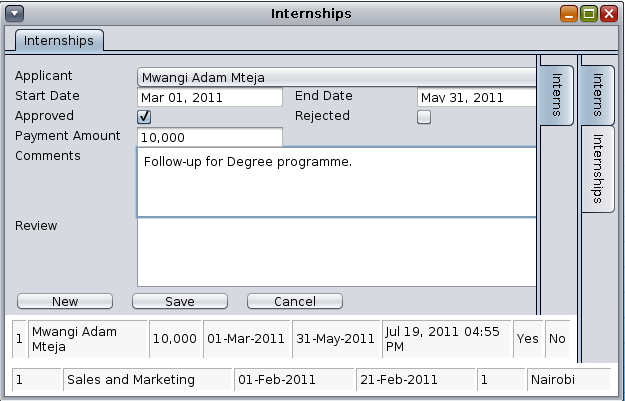 Internships
Internships
Applicant Mwangi Adam Mteja
Start Date Mar 01, 2011 End Date May 31, 2011
Approved Rejected
Payment Amount 10,000
Comments Follow-up for Degree programme.
Review
New Save Cancel
1 Mwangi Adam Mteja 10,000 01-Mar-2011 31-May-2011 Jul 19, 2011 04:55 PM Yes No
1 Sales and Marketing 01-Feb-2011 21-Feb-2011 1 Nairobi
Interns
Interns
Internships